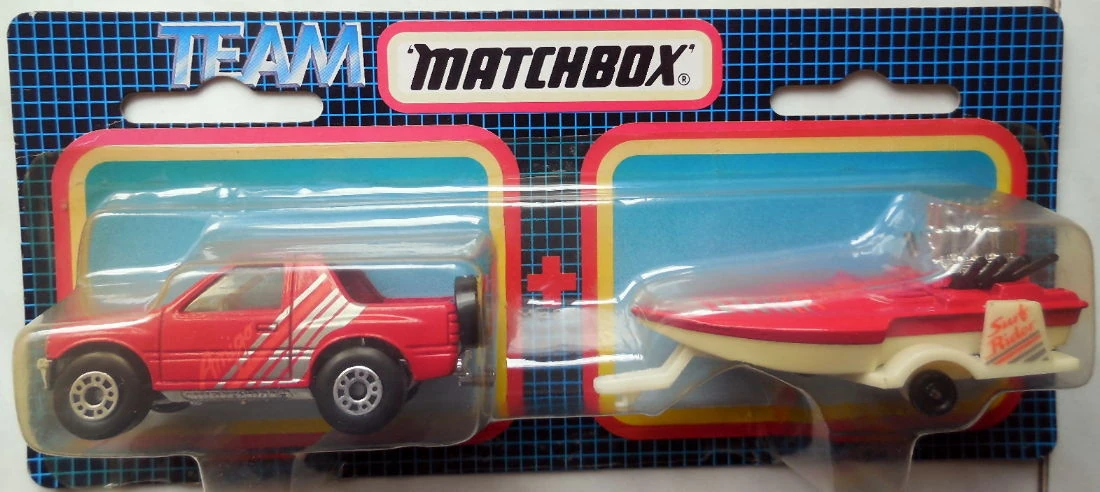 TEAM
'MATCHBOX'®
Amigo
Surf
Rider